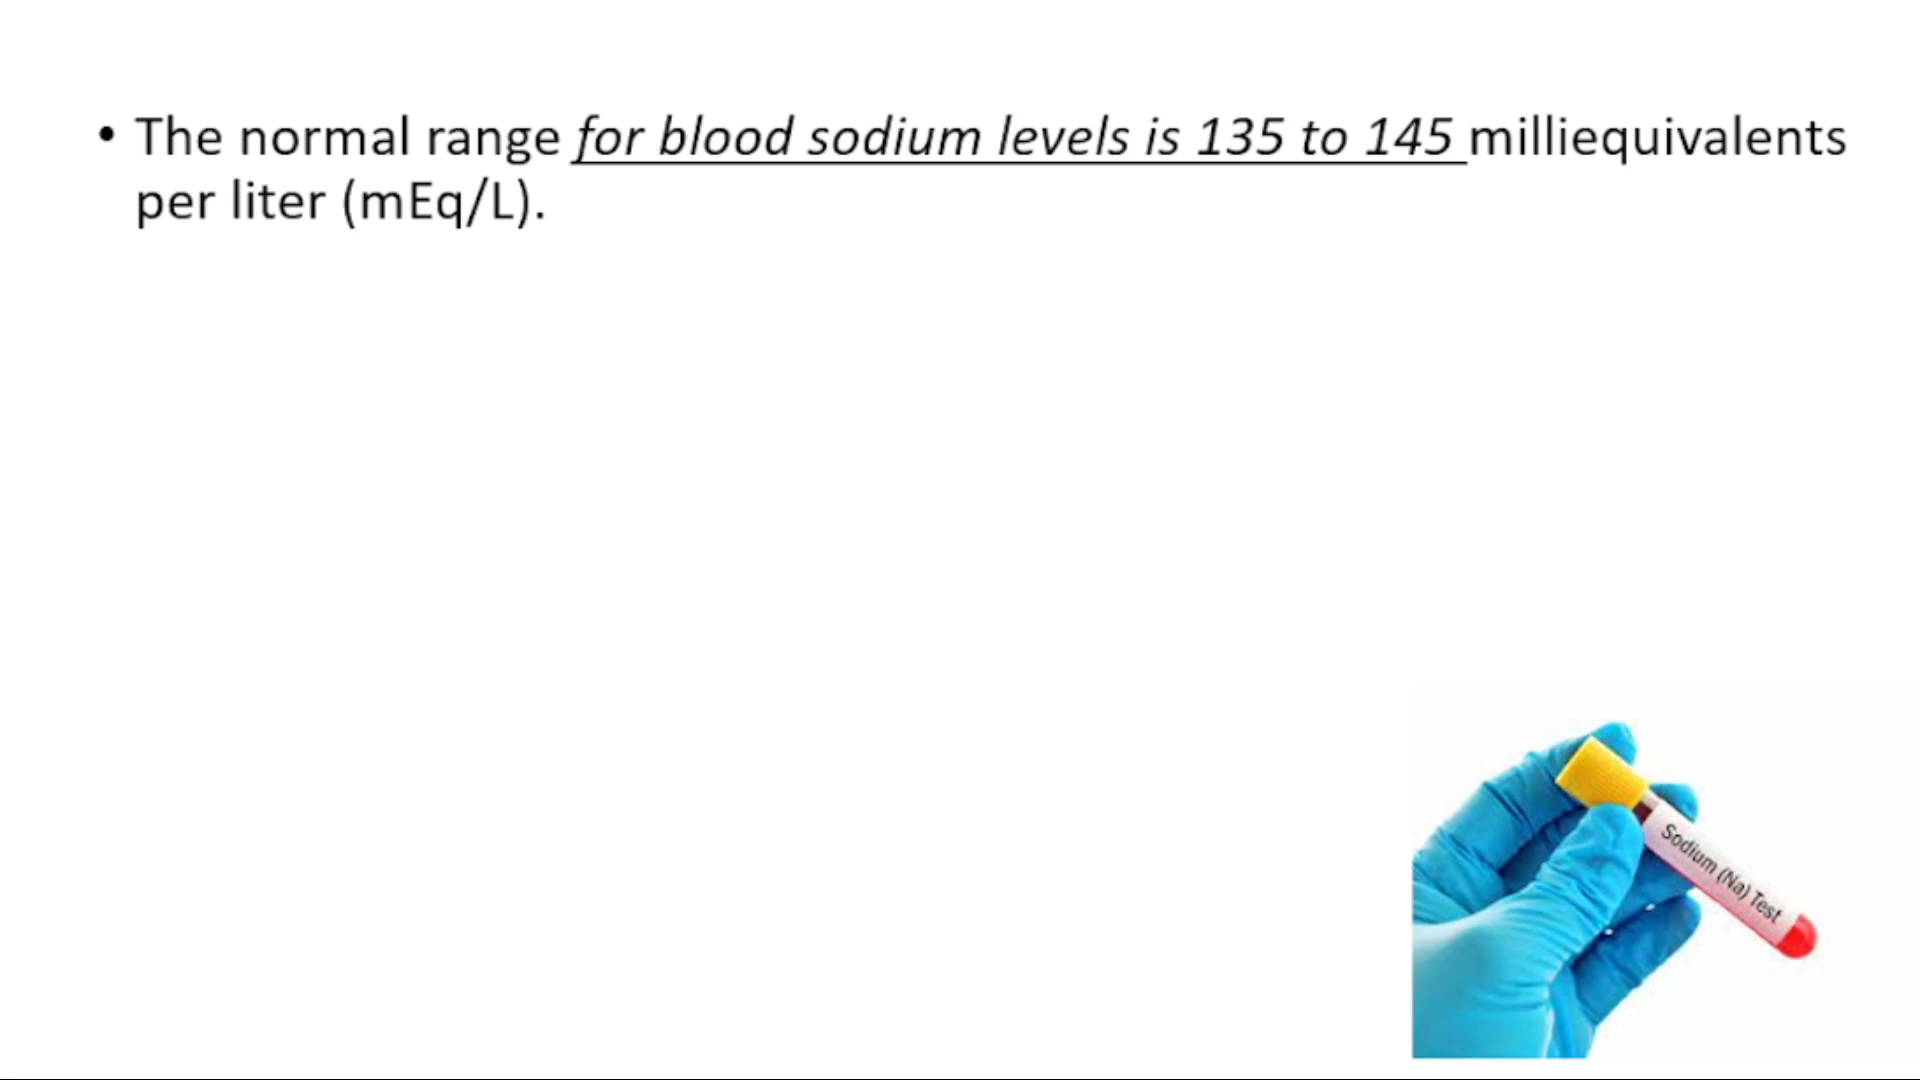 • The normal range for blood sodium levels is 135 to 145 milliequivalents
per liter (mEq/L).
Sodium (Na) Test